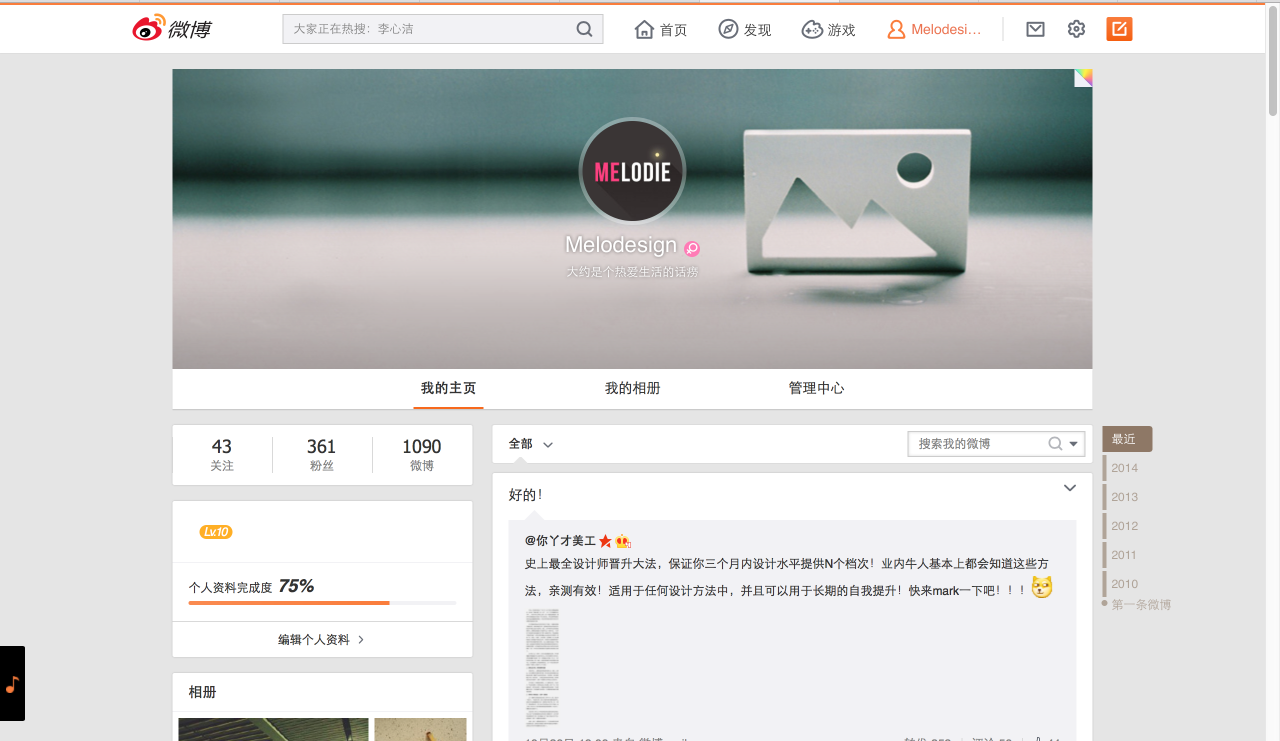 微博
大家正在热搜：李心洁
首页
发现
游戏
Melodesi…
MELODIE
Melodesign
大约是个热爱生活的话痨
我的主页
我的相册
管理中心
43
361
1090
关注
粉丝
微博
Lv.10
个人资料完成度 75%
编辑个人资料
相册
全部
搜索我的微博
好的！
@你丫才美工
史上最全设计师晋升大法，保证你三个月内设计水平提供N个档次！业内牛人基本上都会知道这些方
法，亲测有效！适用于任何设计方法中，并且可以用于长期的自我提升！快来mark一下吧！！！
最近
2014
2013
2012
2011
2010
第一条微博